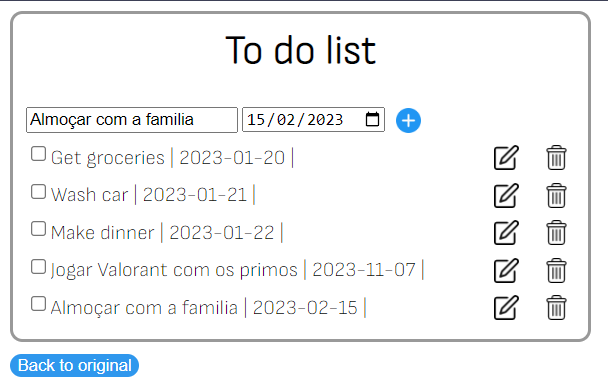 To do list
Almoçar com a familia 15/02/2023
Get groceries | 2023-01-20 |
Wash car | 2023-01-21 |
Make dinner | 2023-01-22 |
Jogar Valorant com os primos | 2023-11-07 |
Almoçar com a familia | 2023-02-15 |
Back to original